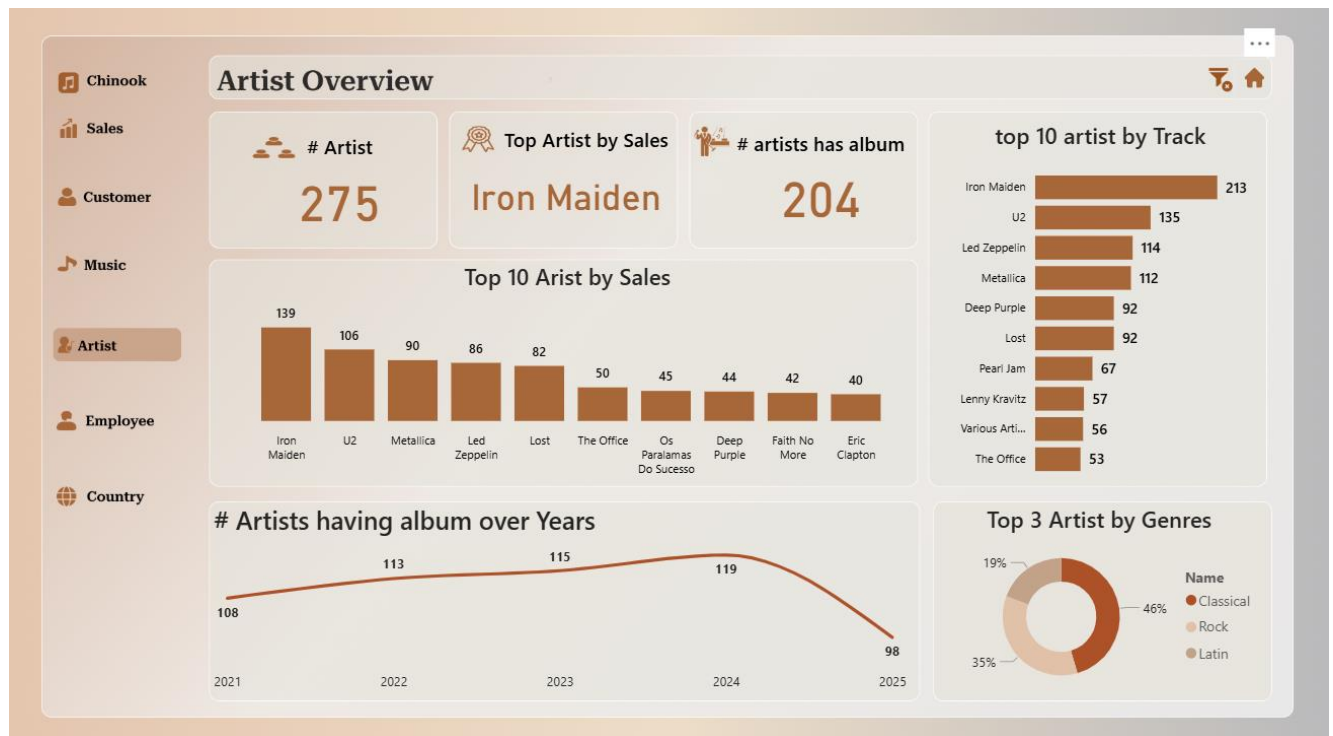 Chinook
Sales
Customer
Music
Artist
Employee
Country
Artist Overview
# Artist
275
Top Artist by Sales
Iron Maiden
# artists has album
204
Top 10 Arist by Sales
139
106
90
86
82
50
45
44
42
40
Iron
Maiden
U2
Metallica
Led
Zeppelin
Lost
The Office
Os
Paralamas
Do Sucesso
Deep
Purple
Faith No
More
Eric
Clapton
top 10 artist by Track
Iron Maiden 213
U2 135
Led Zeppelin 114
Metallica 112
Deep Purple 92
Lost 92
Pearl Jam 67
Lenny Kravitz 57
Various Arti... 56
The Office 53
# Artists having album over Years
108
113
115
119
98
2021 2022 2023 2024 2025
Top 3 Artist by Genres
19%
46%
35%
Name
Classical
Rock
Latin